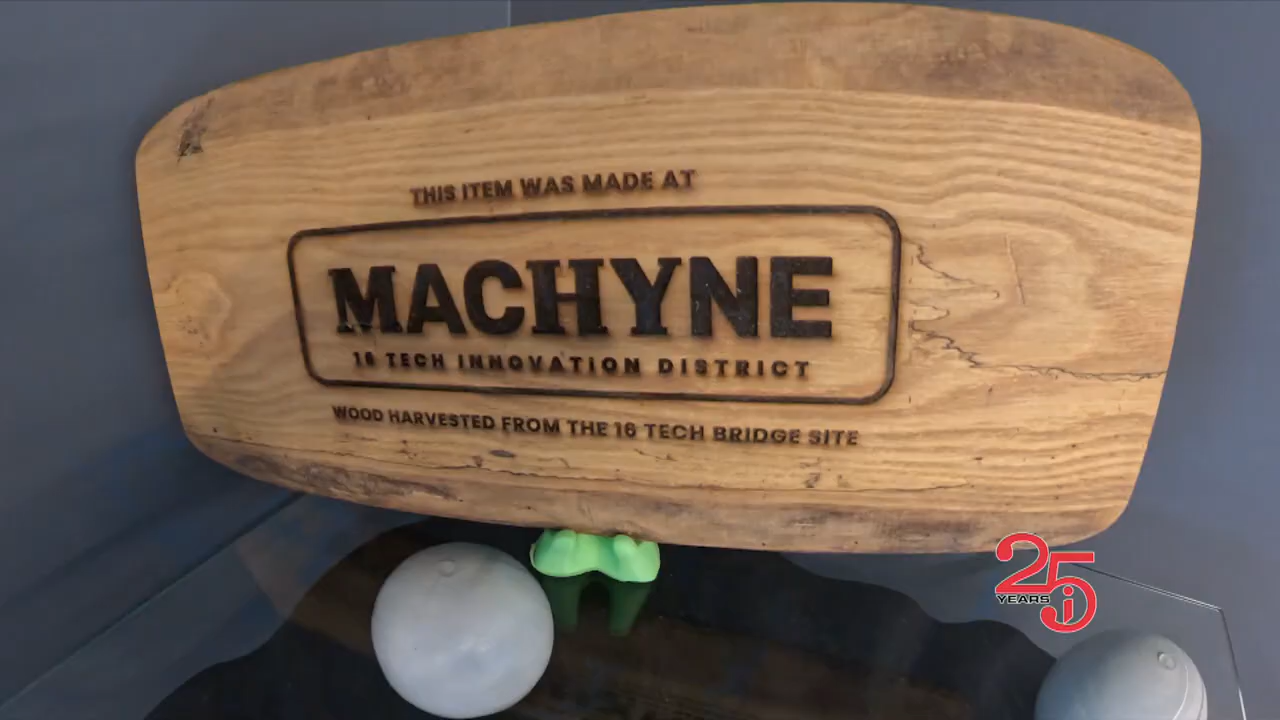 THIS ITEM WAS MADE AT
MACHYNE
16 TECH INNOVATION DISTRICT
WOOD HARVESTED FROM THE 16 TECH BRIDGE SITE
25
YEARS
i